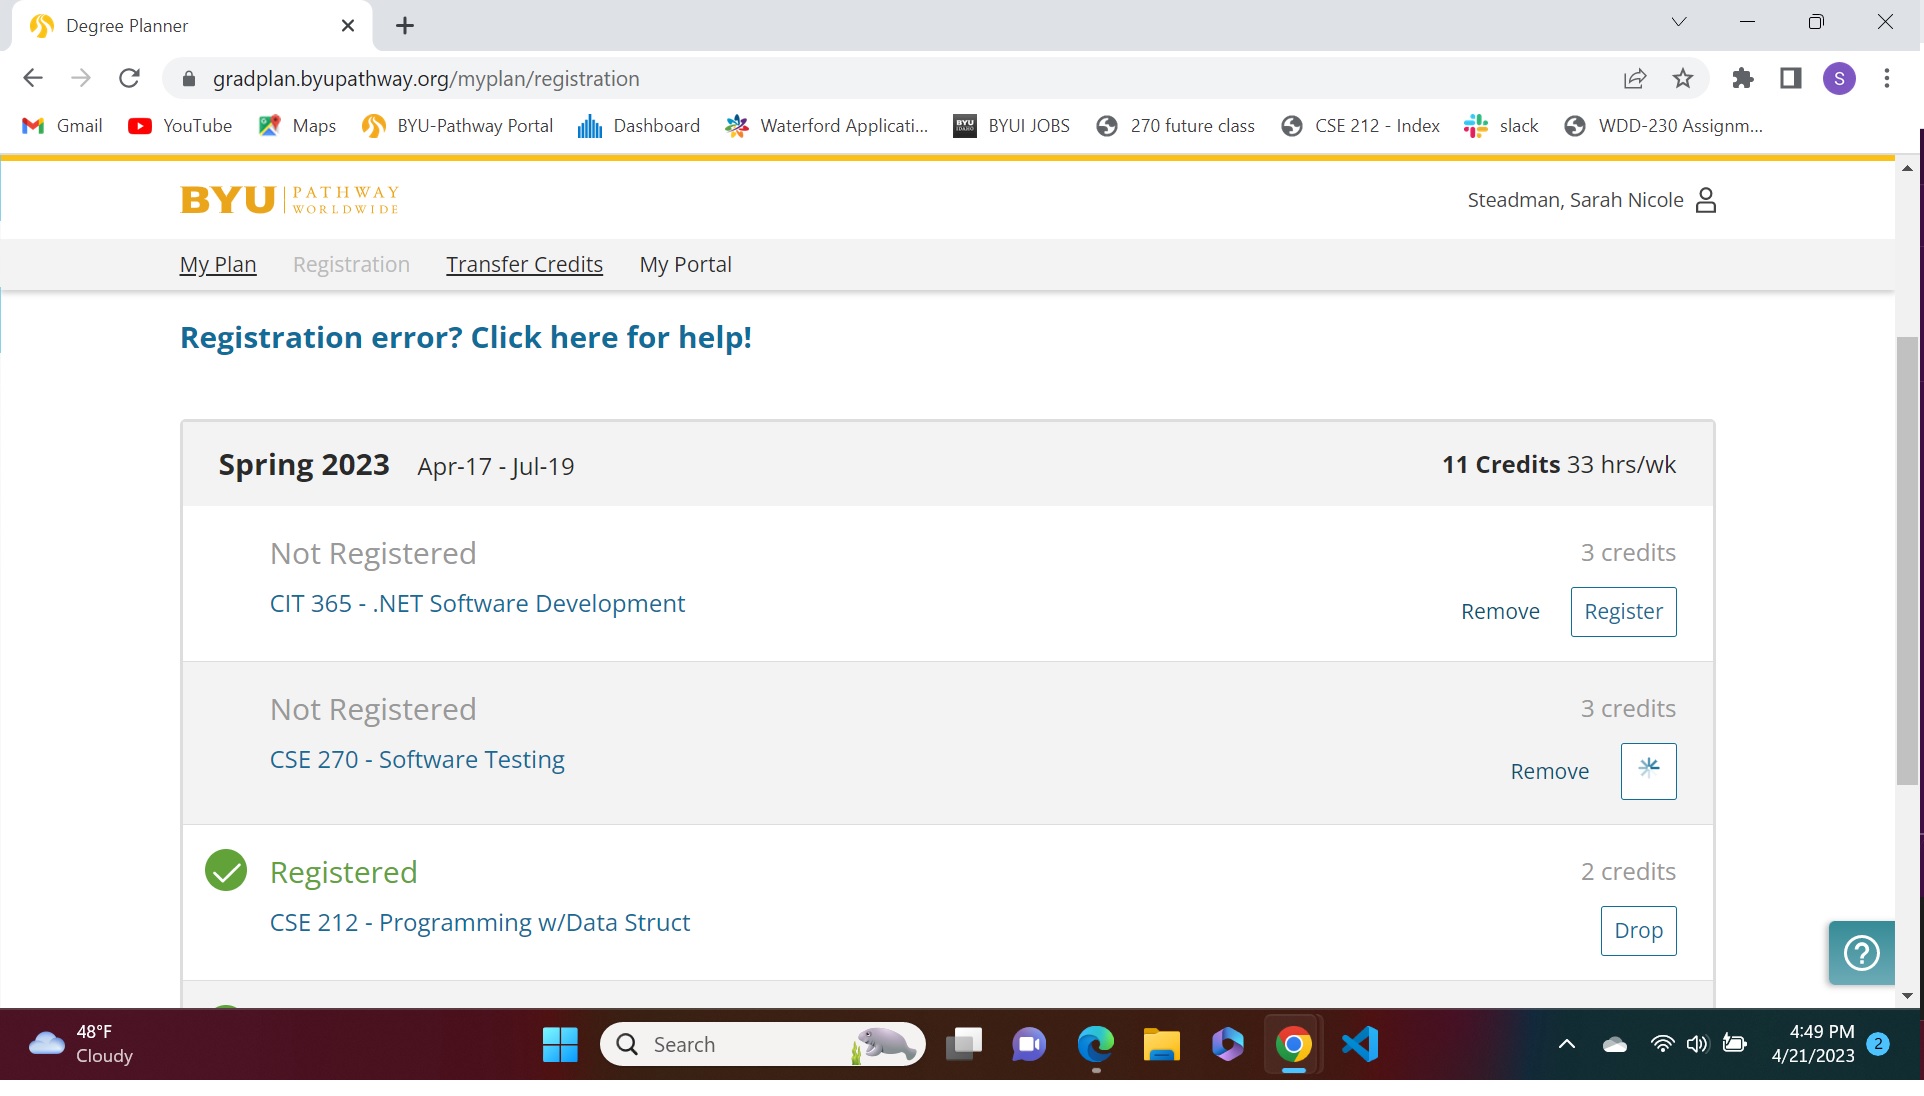 Degree Planner
gradplan.byupathway.org/myplan/registration
S
Gmail YouTube Maps BYU-Pathway Portal Dashboard Waterford Applicati... BYU IDAHO BYUI JOBS 270 future class CSE 212 - Index slack WDD-230 Assignm...
BYU PATHWAY WORLDWIDE
Steadman, Sarah Nicole
My Plan Registration Transfer Credits My Portal
Registration error? Click here for help!
Spring 2023 Apr-17 - Jul-19 11 Credits 33 hrs/wk
Not Registered 3 credits
CIT 365 - .NET Software Development Remove Register
Not Registered 3 credits
CSE 270 - Software Testing Remove
Registered 2 credits
CSE 212 - Programming w/Data Struct Drop
?
48°F
Cloudy
Search
4:49 PM
4/21/2023
2